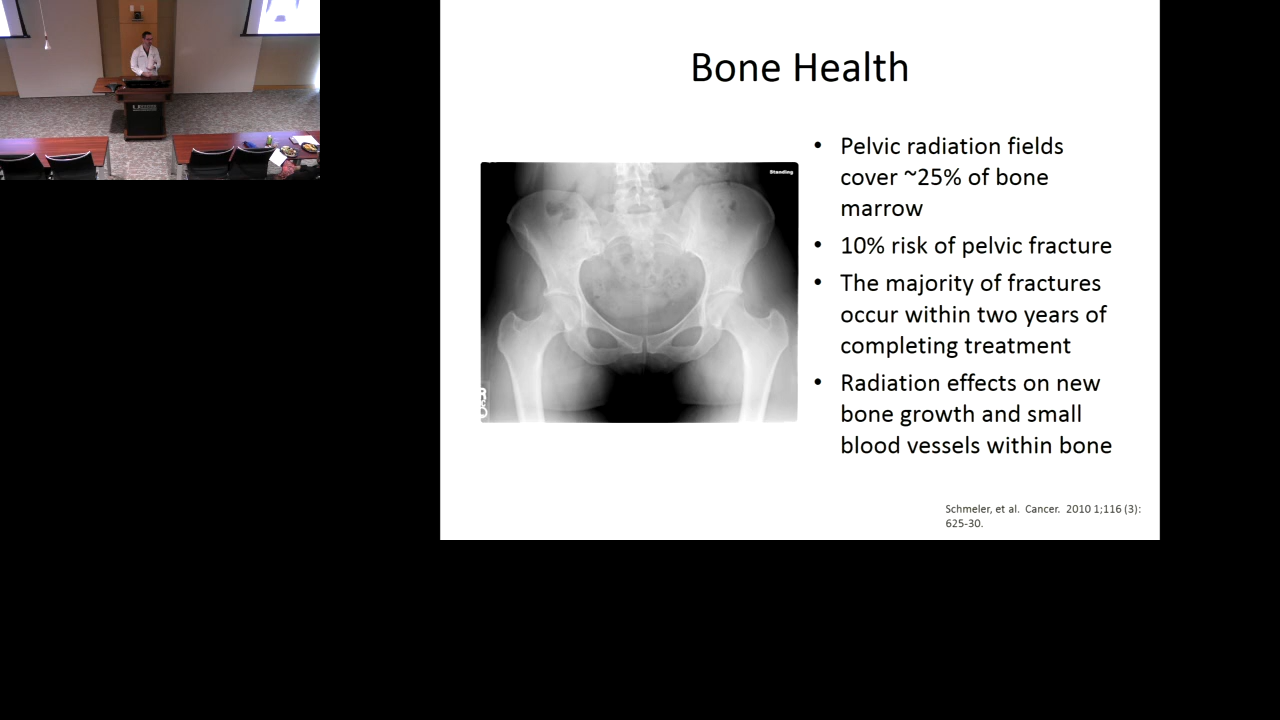 Bone Health
Standing
• Pelvic radiation fields
cover ~25% of bone
marrow
• 10% risk of pelvic fracture
• The majority of fractures
occur within two years of
completing treatment
• Radiation effects on new
bone growth and small
blood vessels within bone
Schmeler, et al. Cancer. 2010 1;116 (3):
625-30.